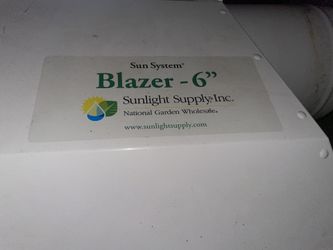 Sun System®
Blazer - 6"
Sunlight Supply, Inc.
National Garden Wholesale®
www.sunlightsupply.com